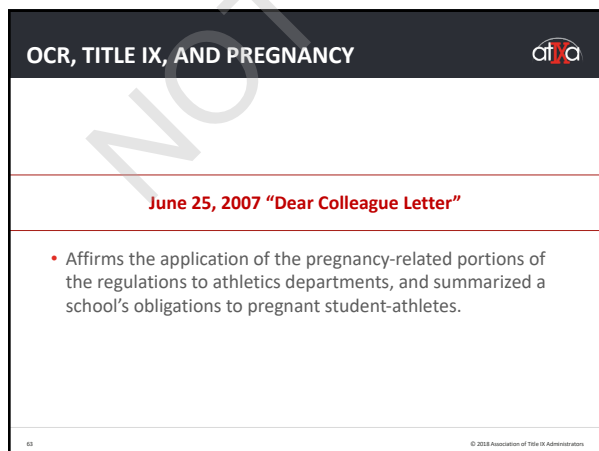 OCR, TITLE IX, AND PREGNANCY
atIXa
NOT
June 25, 2007 “Dear Colleague Letter”
• Affirms the application of the pregnancy-related portions of
the regulations to athletics departments, and summarized a
school’s obligations to pregnant student-athletes.
63
© 2018 Association of Title IX Administrators